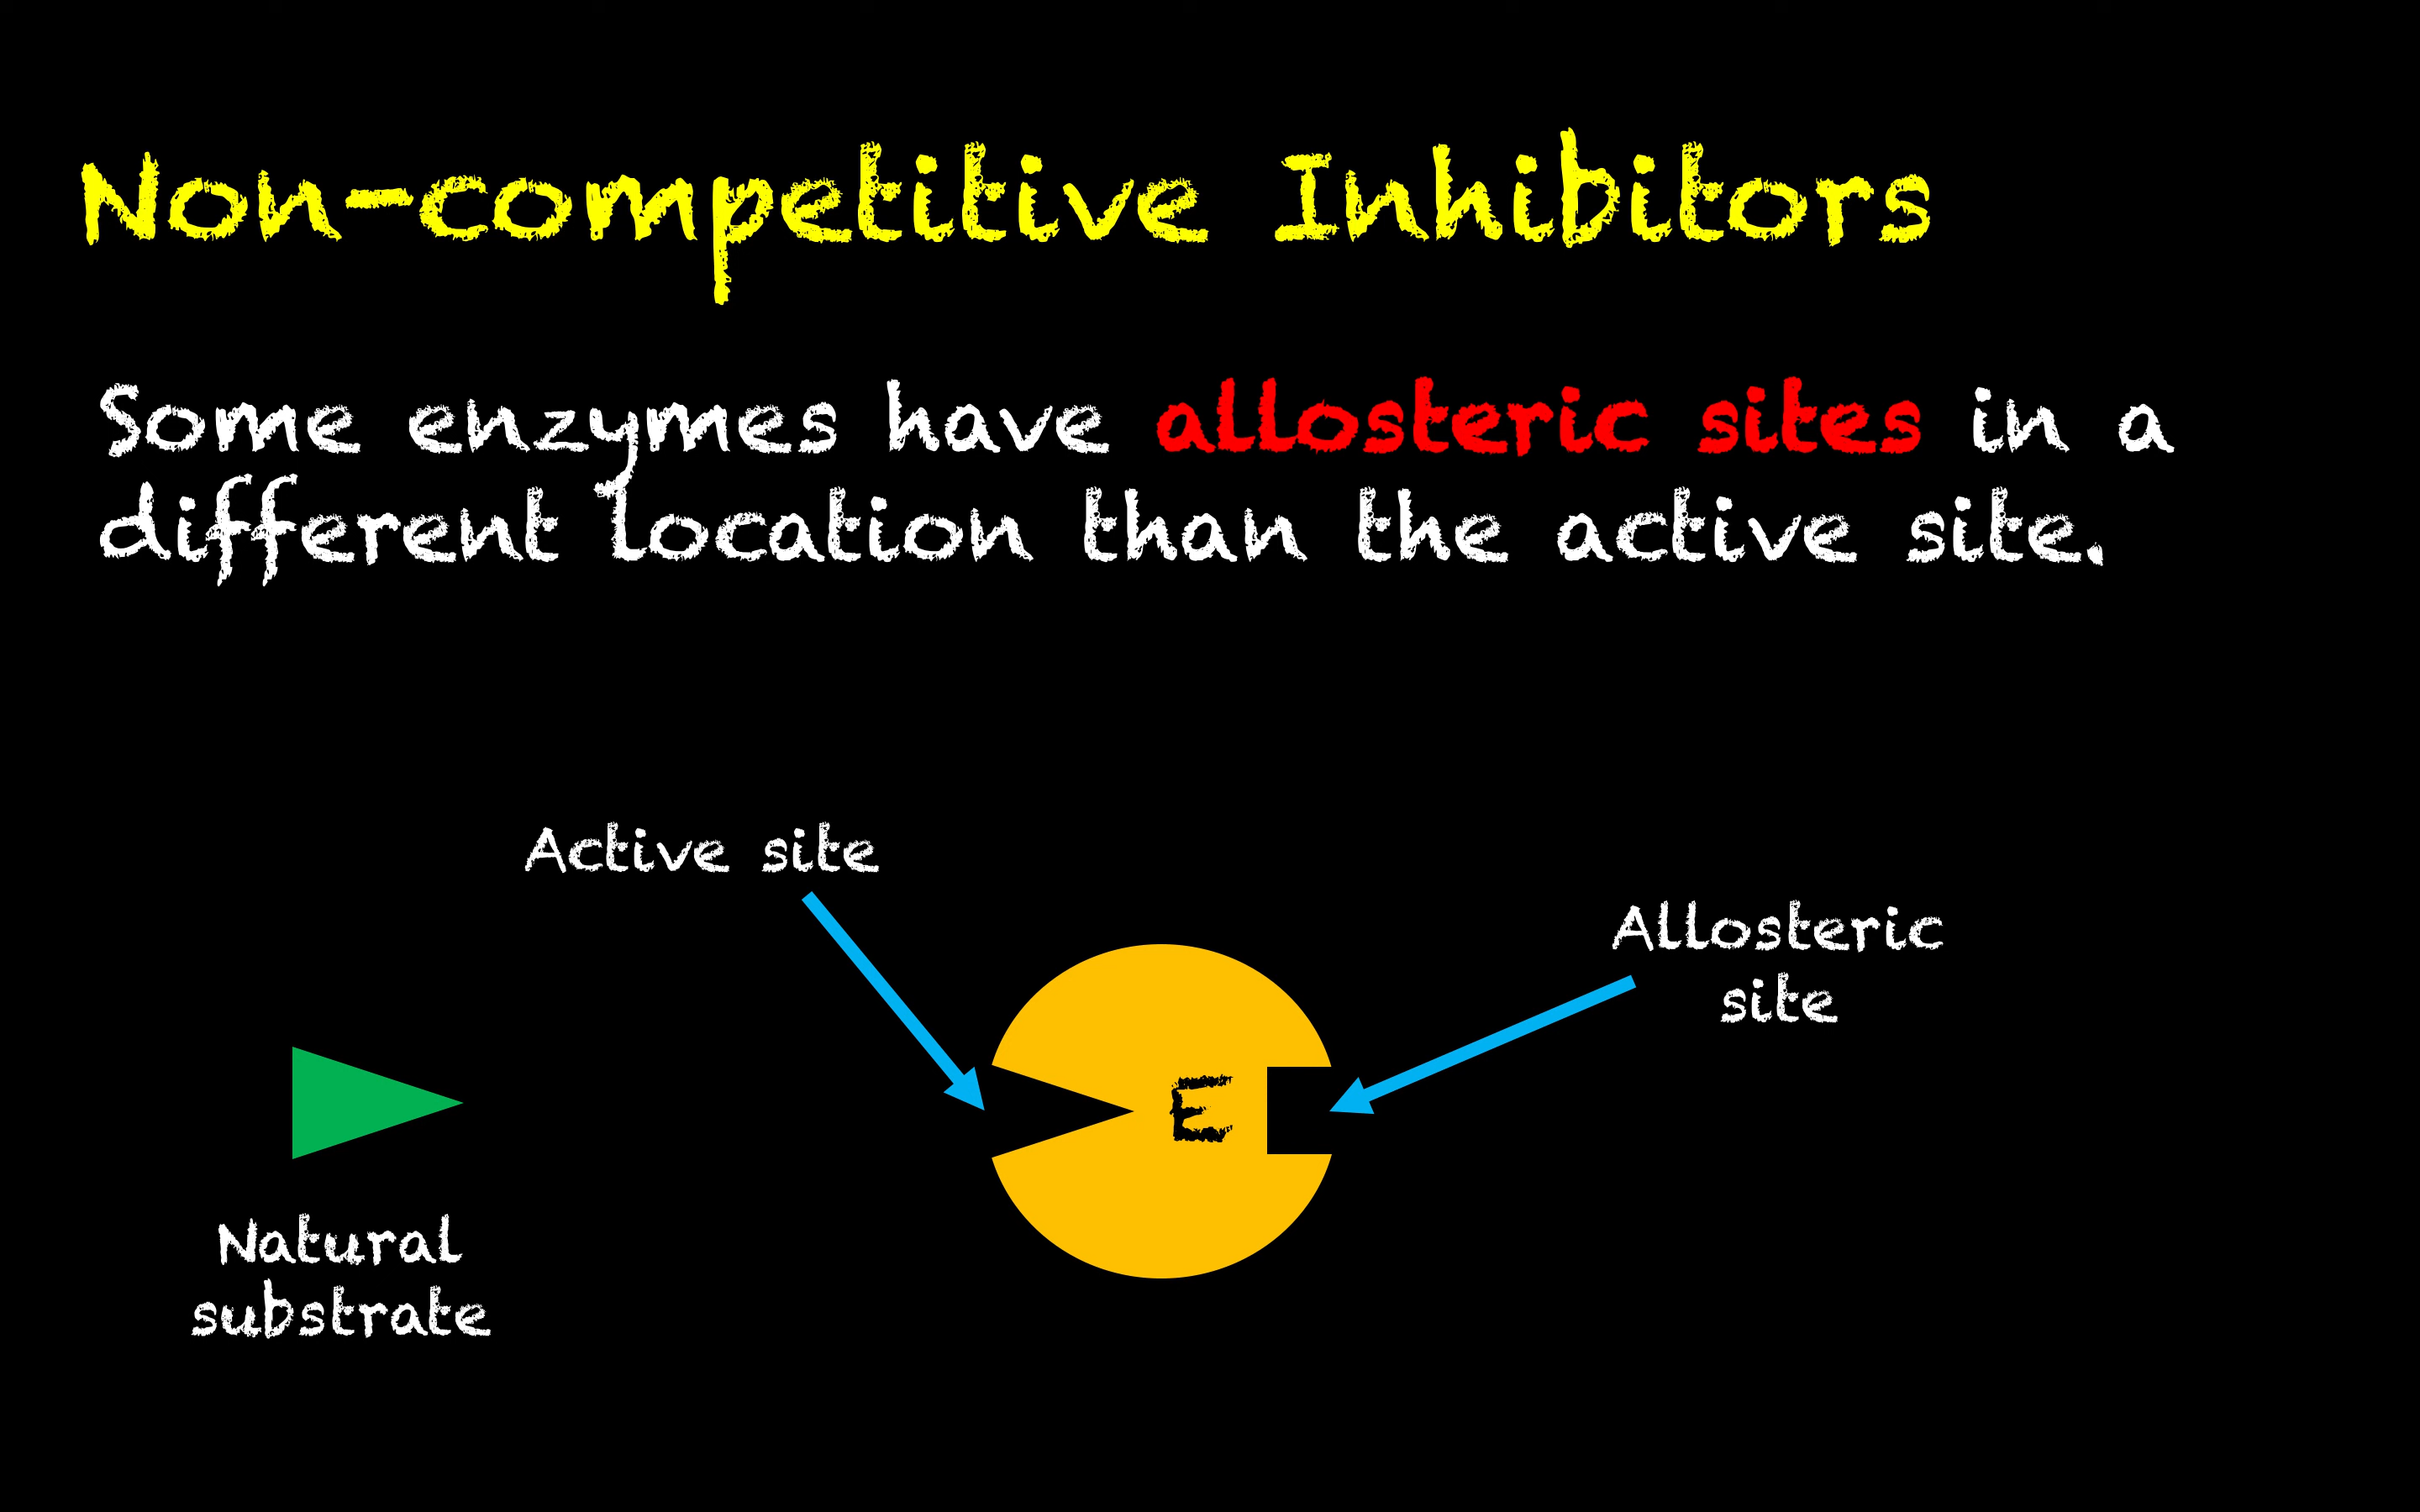 Non-competitive Inhibitors
Some enzymes have allosteric sites in a
different location than the active site.
Active site
Allosteric
site
E
Natural
substrate